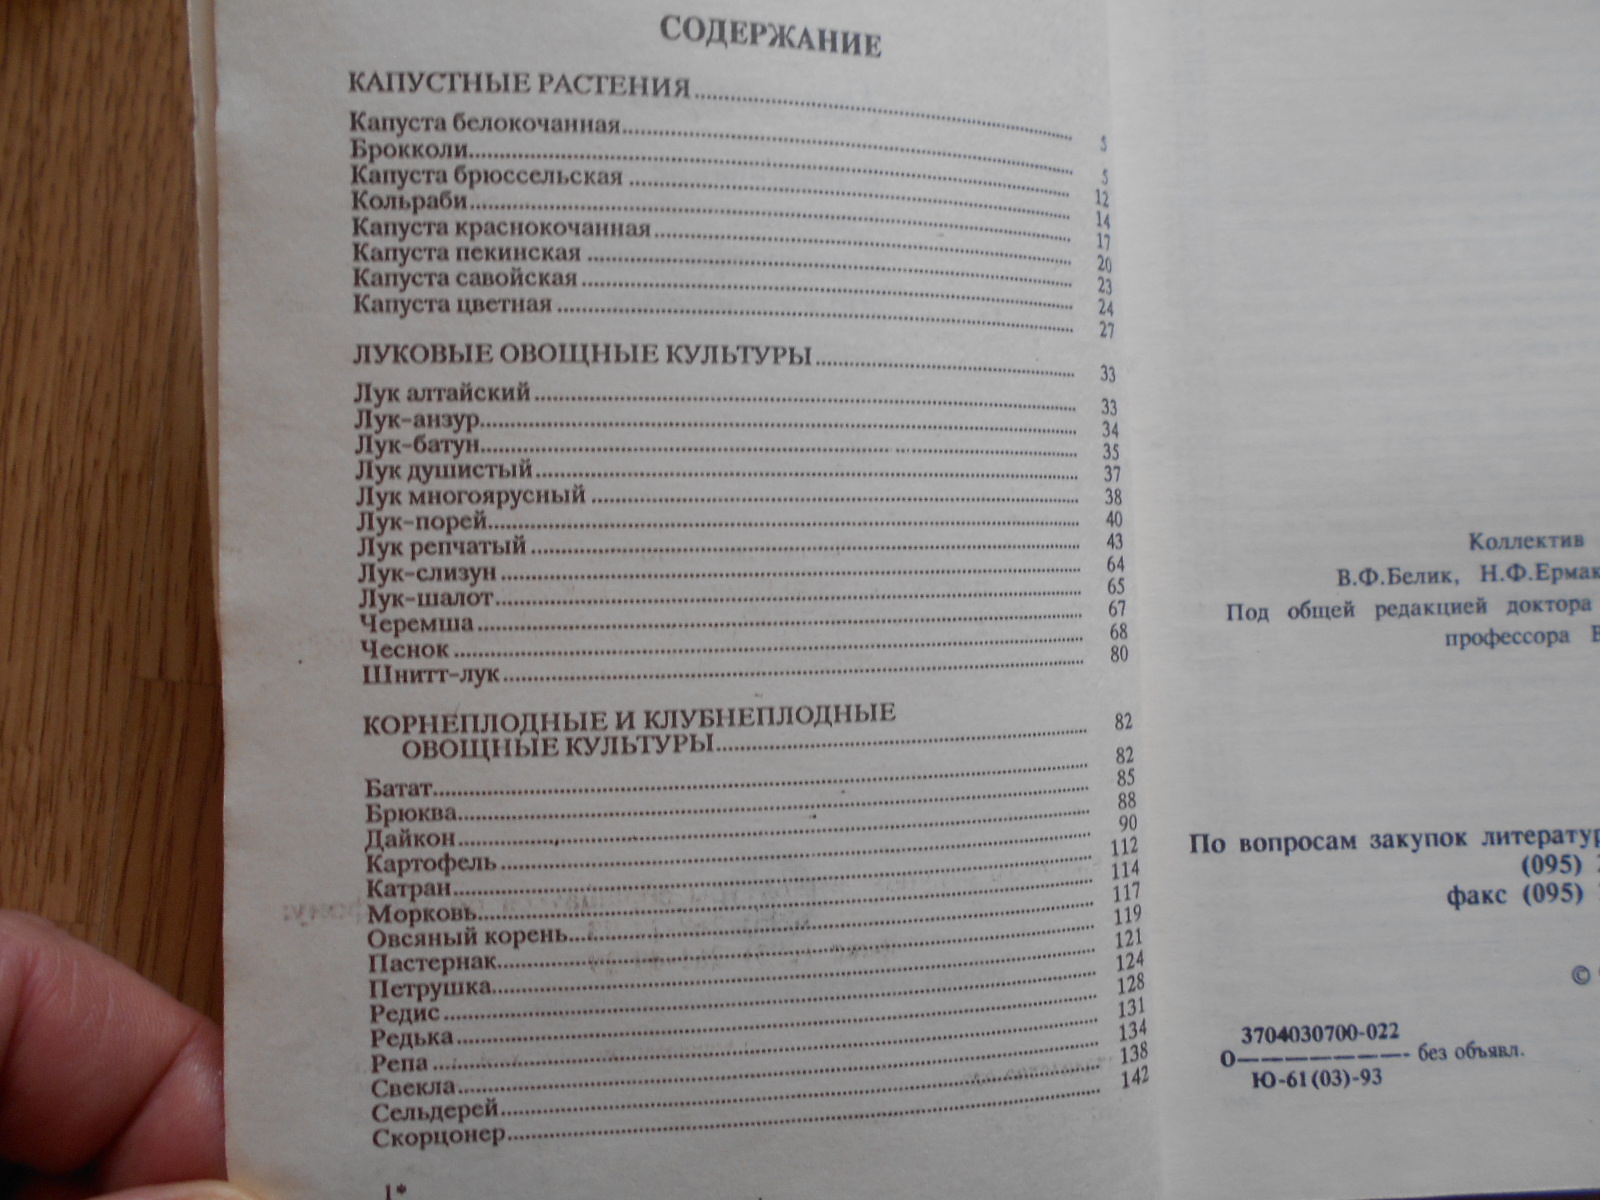 СОДЕРЖАНИЕ
КАПУСТНЫЕ РАСТЕНИЯ 5
Капуста белокочанная 5
Брокколи 12
Капуста брюссельская 14
Кольраби 17
Капуста краснокочанная 20
Капуста пекинская 23
Капуста савойская 24
Капуста цветная 27
ЛУКОВЫЕ ОВОЩНЫЕ КУЛЬТУРЫ 33
Лук алтайский 33
Лук-анзур 34
Лук-батун 35
Лук душистый 37
Лук многоярусный 38
Лук-порей 40
Лук репчатый 43
Лук-слизун 64
Лук-шалот 65
Черемша 67
Чеснок 68
Шнитт-лук 80
КОРНЕПЛОДНЫЕ И КЛУБНЕПЛОДНЫЕ
ОВОЩНЫЕ КУЛЬТУРЫ 82
Батат 82
Брюква 85
Дайкон 88
Картофель 90
Катран 112
Морковь 114
Овсяный корень 117
Пастернак 119
Петрушка 121
Редис 124
Редька 128
Репа 131
Свекла 134
Сельдерей 138
Скорцонер 142
1*
Коллектив
В.Ф.Белик, Н.Ф.Ермак
Под общей редакцией доктора
профессора В
По вопросам закупок литератур
(095)
факс (095)
©
3704030700-022
О—————— без объявл.
Ю-61(03)-93